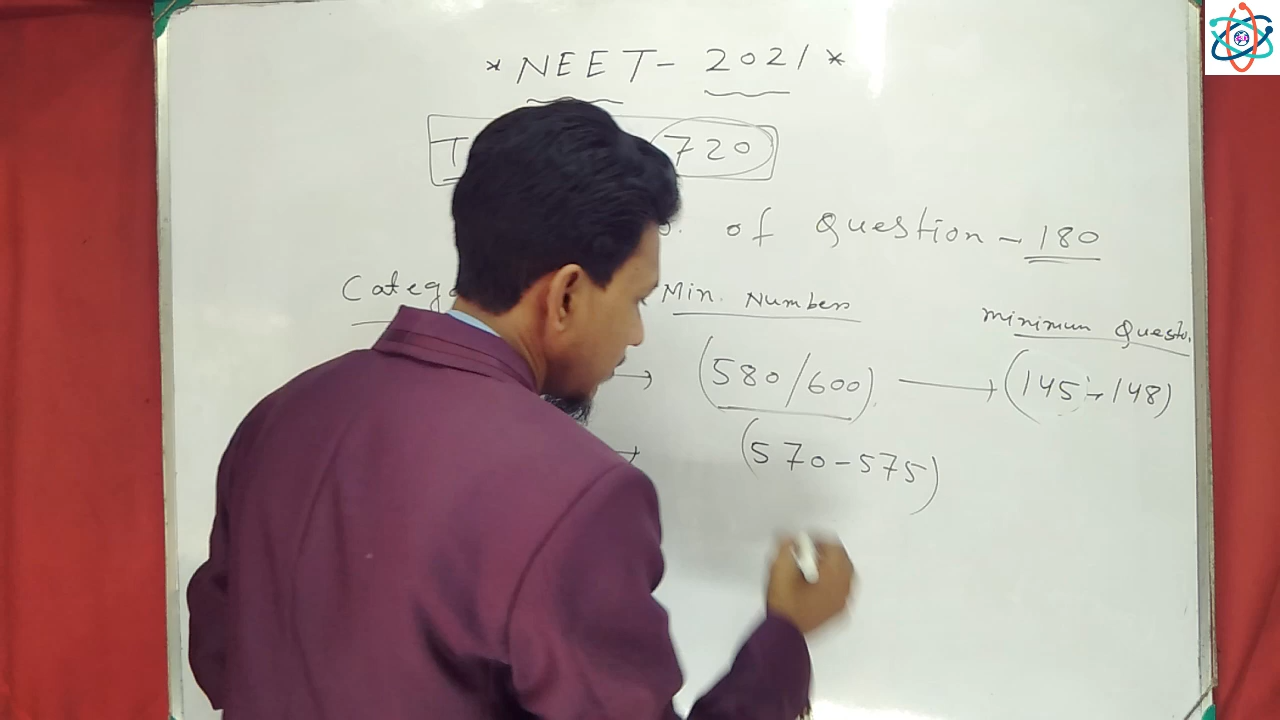 * NEET - 2021 *
720
of Question - 180
Min. Numbers
minimum Questo.
→ (580/600) → (145 - 148)
→ (570-575)